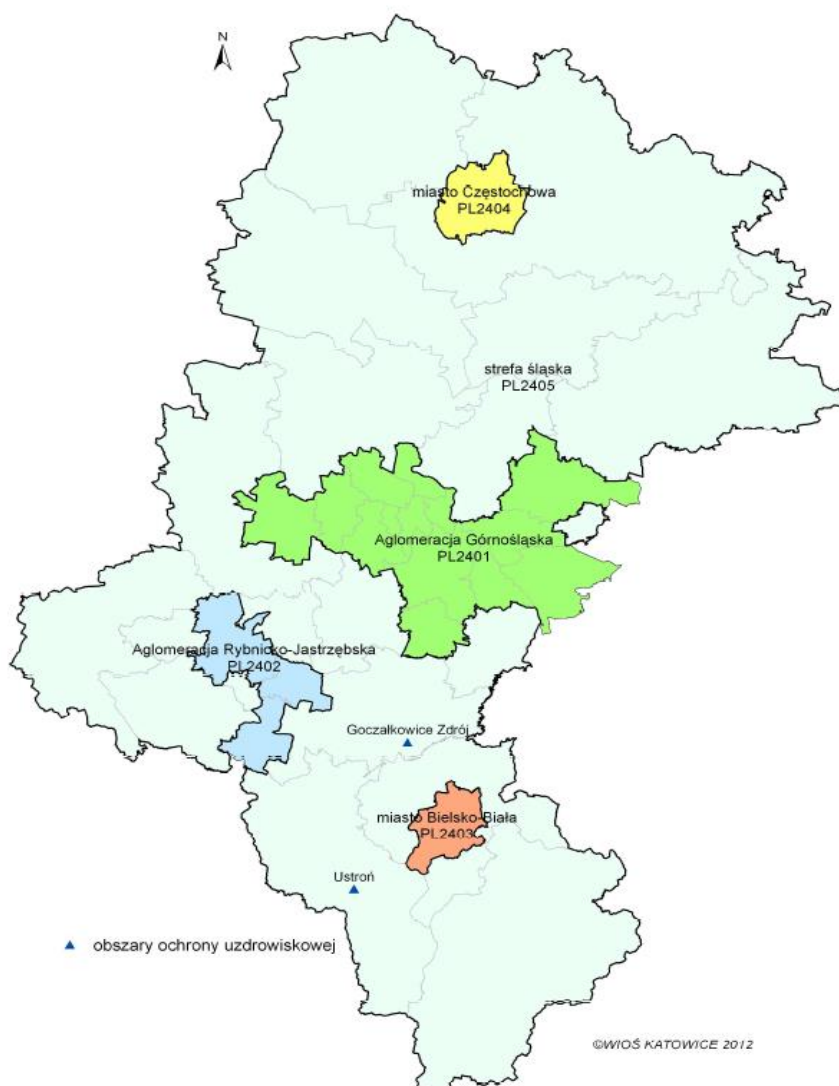 N
miasto Częstochowa
PL2404
strefa śląska
PL2405
Aglomeracja Górnośląska
PL2401
Aglomeracja Rybnicko-Jastrzębska
PL2402
Goczałkowice Zdrój
miasto Bielsko-Biała
PL2403
Ustroń
obszary ochrony uzdrowiskowej
©WIOŚ KATOWICE 2012